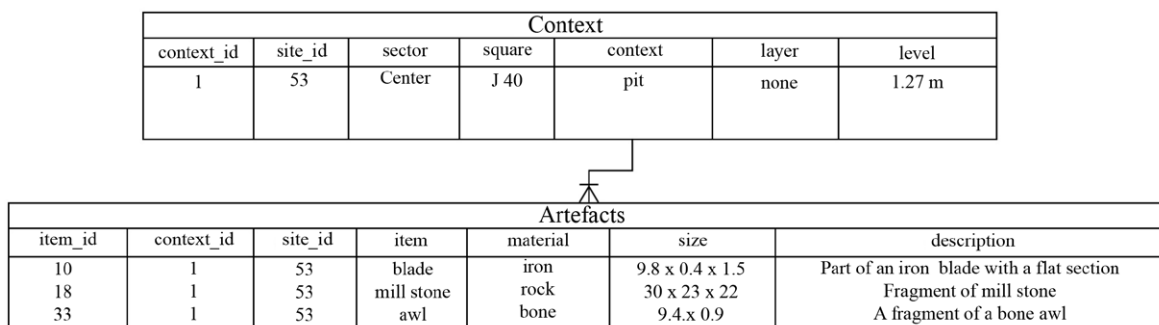 Context
context_id site_id sector square context layer level
1 53 Center J 40 pit none 1.27 m
Artefacts
item_id context_id site_id item material size description
10 1 53 blade iron 9.8 x 0.4 x 1.5 Part of an iron blade with a flat section
18 1 53 mill stone rock 30 x 23 x 22 Fragment of mill stone
33 1 53 awl bone 9.4.x 0.9 A fragment of a bone awl